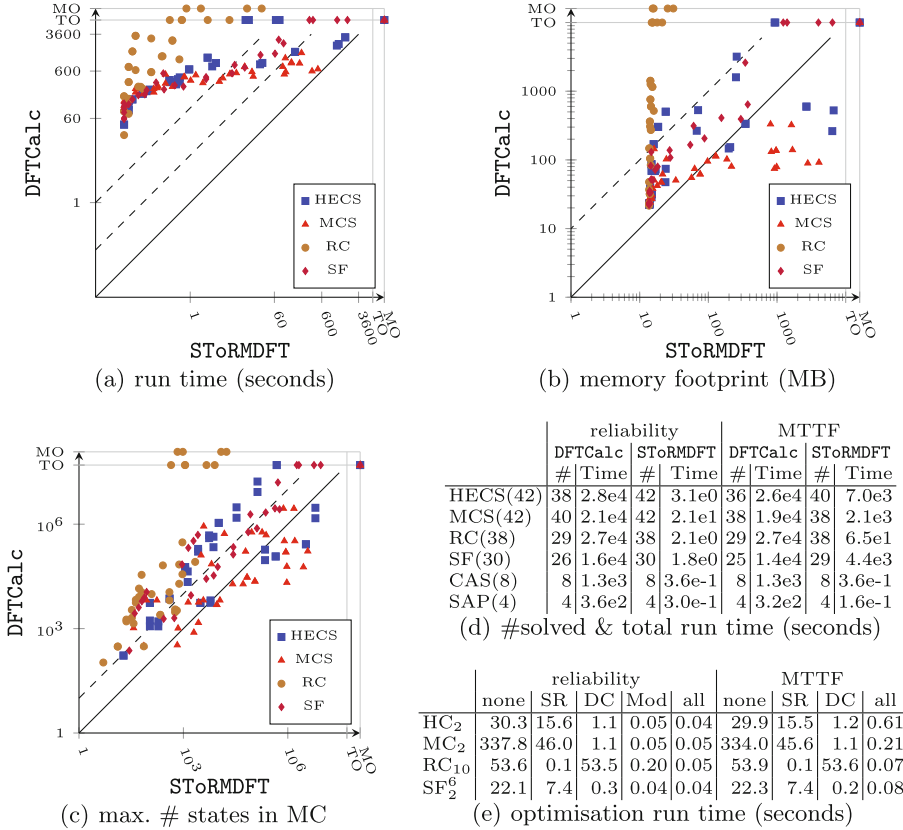 MO
TO
3600
600
60
1
DFTCalc
HECS
MCS
RC
SF
1
60
600
3600
TO
MO
SToRMDFT
(a) run time (seconds)
MO
TO
1000
100
10
1
DFTCalc
HECS
MCS
RC
SF
1
10
100
1000
TO
MO
SToRMDFT
(b) memory footprint (MB)
MO
TO
10^6
10^3
1
DFTCalc
HECS
MCS
RC
SF
1
10^3
10^6
TO
MO
SToRMDFT
(c) max. # states in MC
reliability MTTF
DFTCalc SToRMDFT DFTCalc SToRMDFT
# Time # Time # Time # Time
HECS(42) 38 2.8e4 42 3.1e0 36 2.6e4 40 7.0e3
MCS(42) 40 2.1e4 42 2.1e1 38 1.9e4 38 2.1e3
RC(38) 29 2.7e4 38 2.1e0 29 2.7e4 38 6.5e1
SF(30) 26 1.6e4 30 1.8e0 25 1.4e4 29 4.4e3
CAS(8) 8 1.3e3 8 3.6e-1 8 1.3e3 8 3.6e-1
SAP(4) 4 3.6e2 4 3.0e-1 4 3.2e2 4 1.6e-1
(d) #solved & total run time (seconds)
reliability MTTF
none SR DC Mod all none SR DC all
HC_2 30.3 15.6 1.1 0.05 0.04 29.9 15.5 1.2 0.61
MC_2 337.8 46.0 1.1 0.05 0.05 334.0 45.6 1.1 0.21
RC_10 53.6 0.1 53.5 0.20 0.05 53.9 0.1 53.6 0.07
SF_2^6 22.1 7.4 0.3 0.04 0.04 22.3 7.4 0.2 0.08
(e) optimisation run time (seconds)